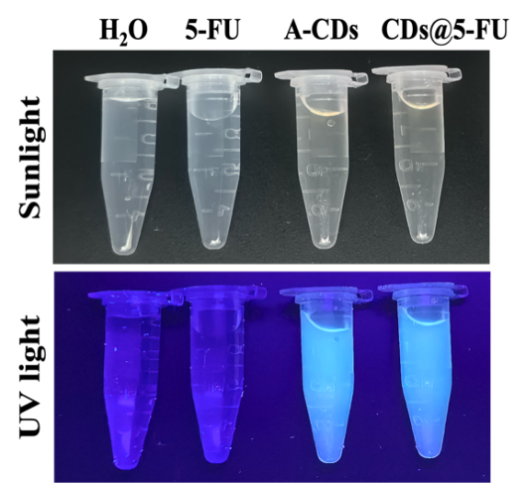 H₂O 5-FU A-CDs CDs@5-FU
Sunlight
UV light